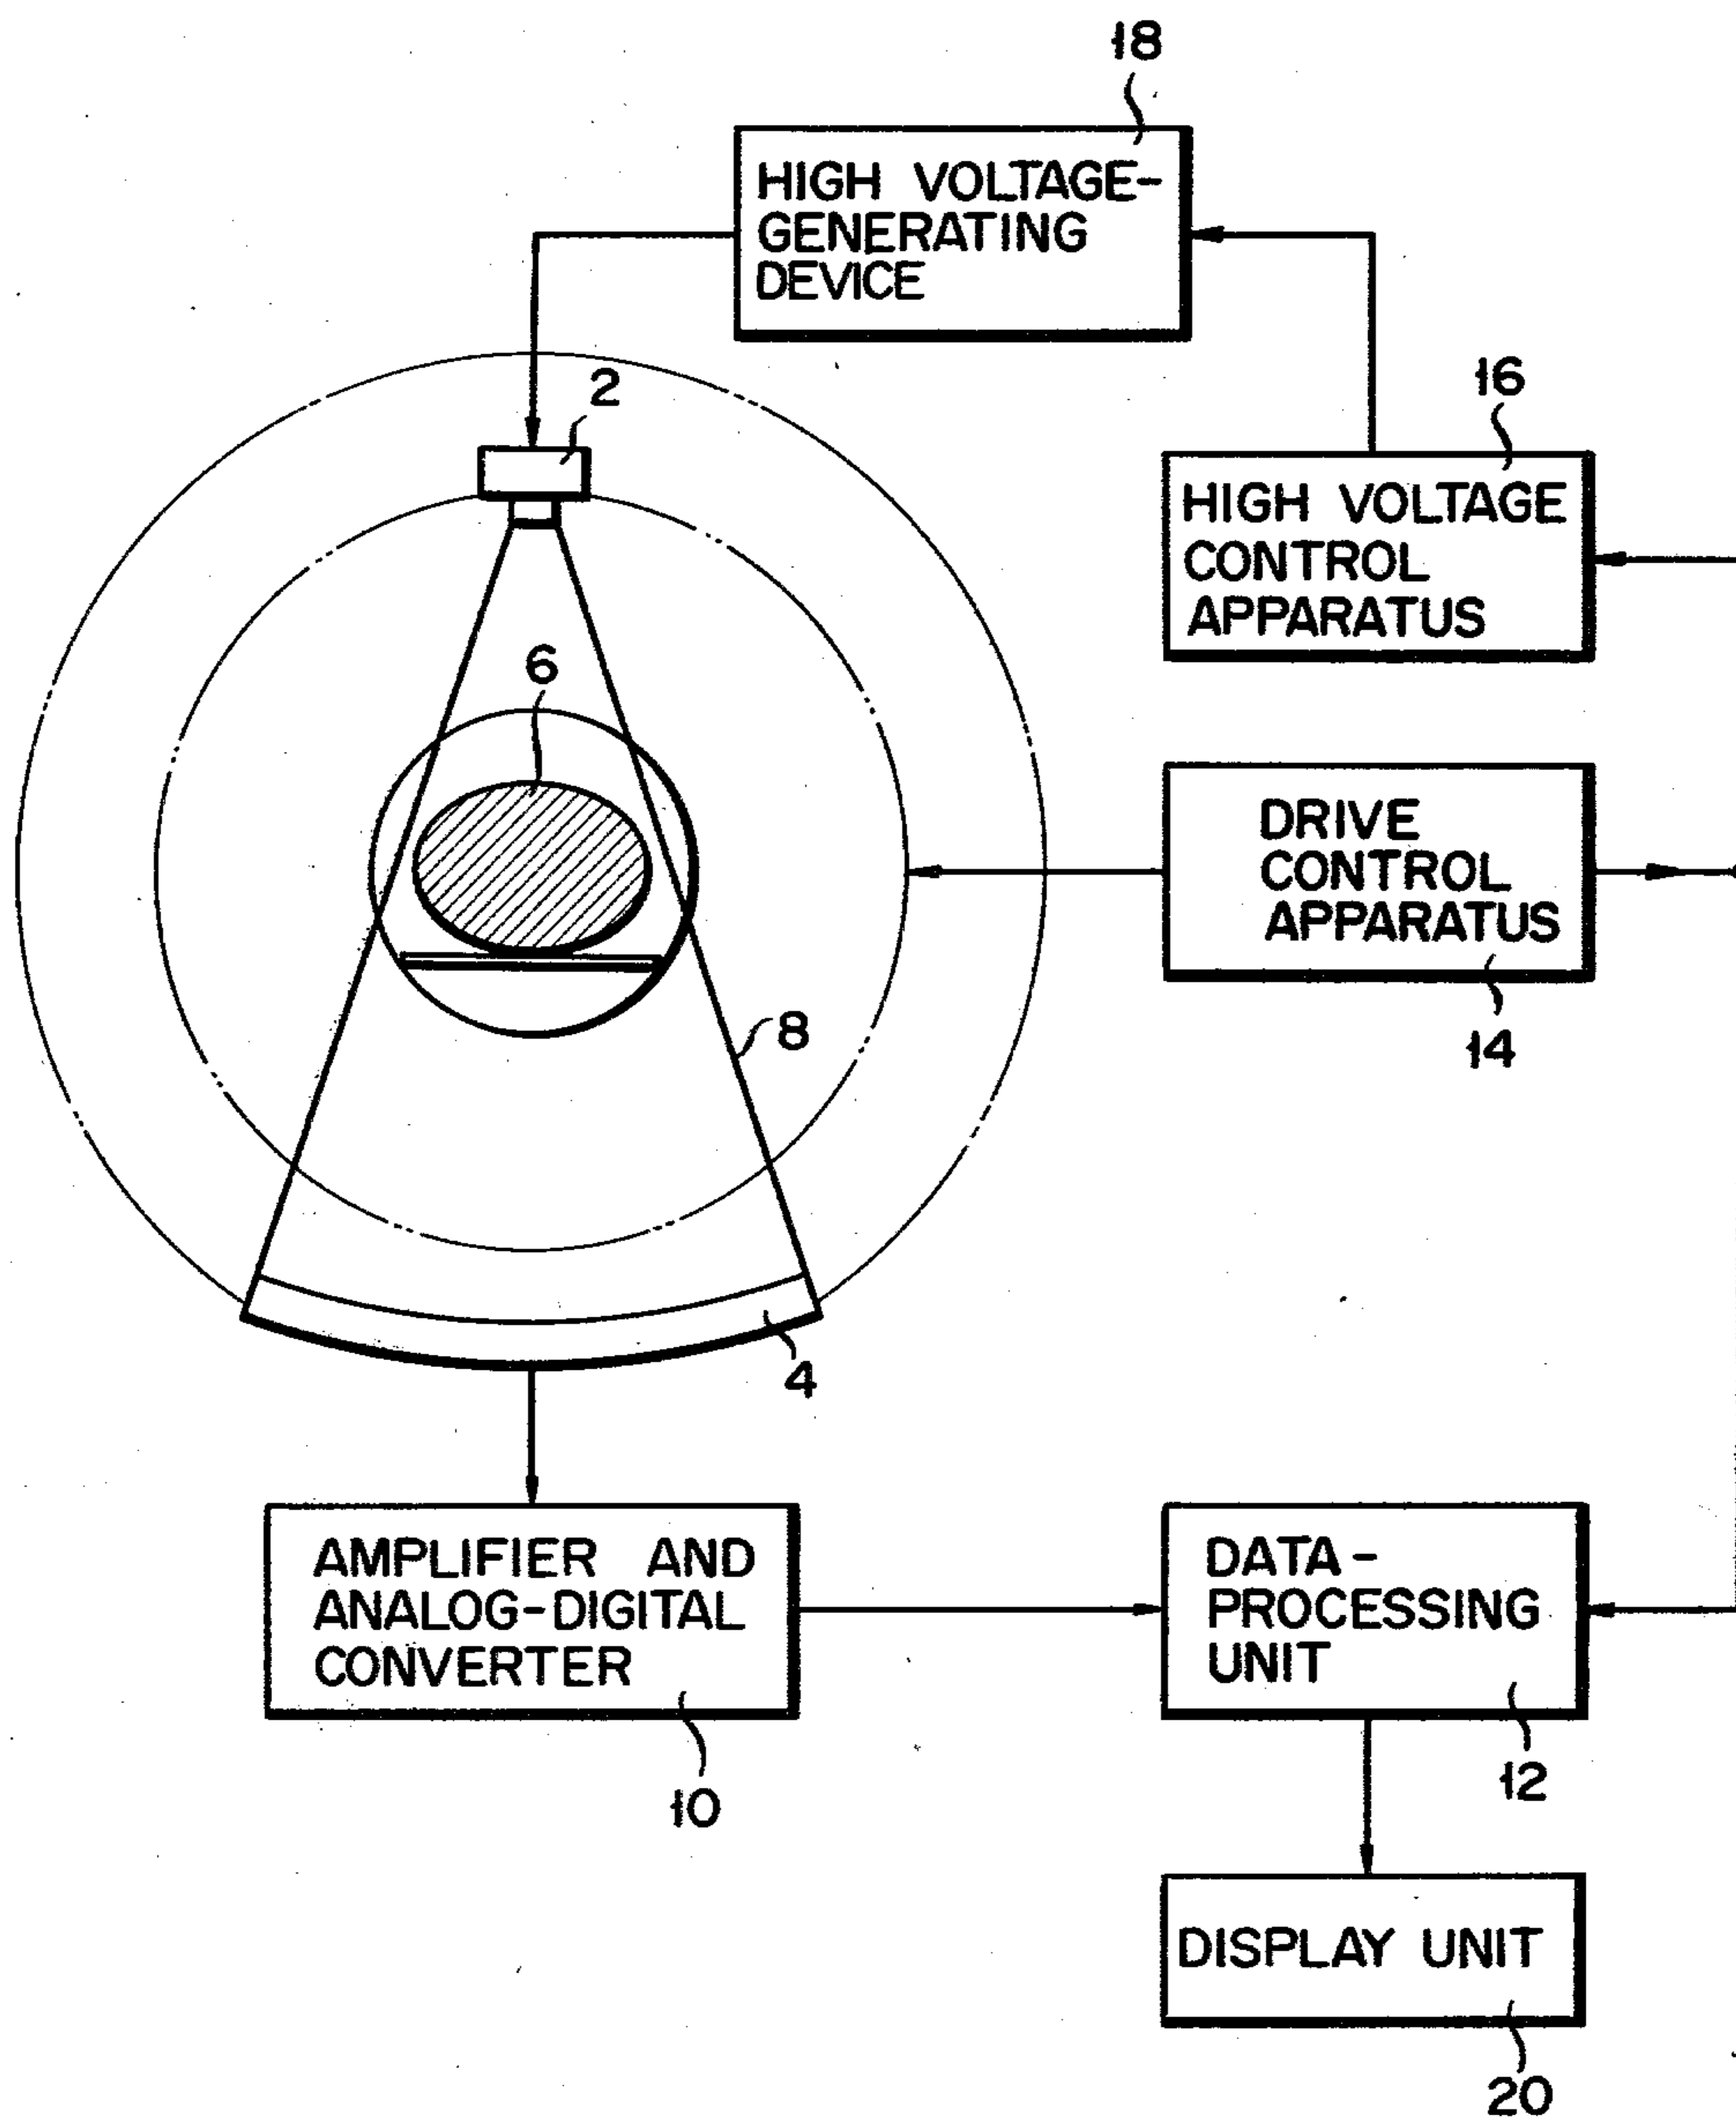 18
HIGH VOLTAGE-
GENERATING
DEVICE
2
16
HIGH VOLTAGE
CONTROL
APPARATUS
6
DRIVE
CONTROL
APPARATUS
14
8
4
AMPLIFIER AND
ANALOG-DIGITAL
CONVERTER
10
DATA-
PROCESSING
UNIT
12
DISPLAY UNIT
20